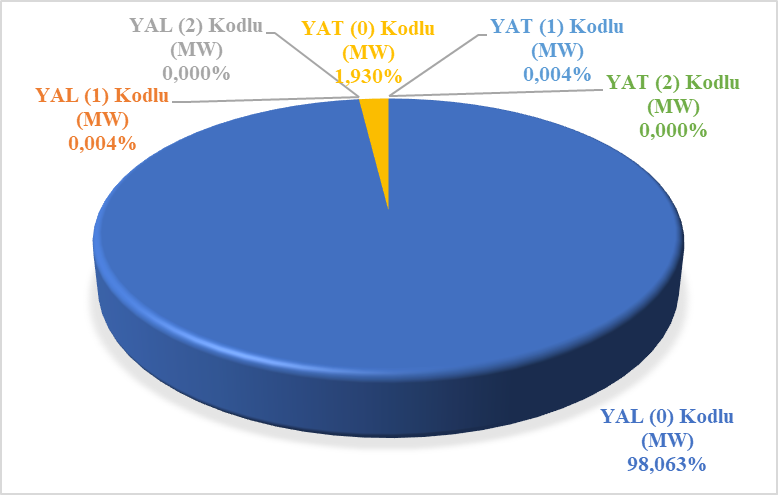 YAL (2) Kodlu
(MW)
0,000%
YAT (0) Kodlu
(MW)
1,930%
YAT (1) Kodlu
(MW)
0,004%
YAL (1) Kodlu
(MW)
0,004%
YAT (2) Kodlu
(MW)
0,000%
YAL (0) Kodlu
(MW)
98,063%